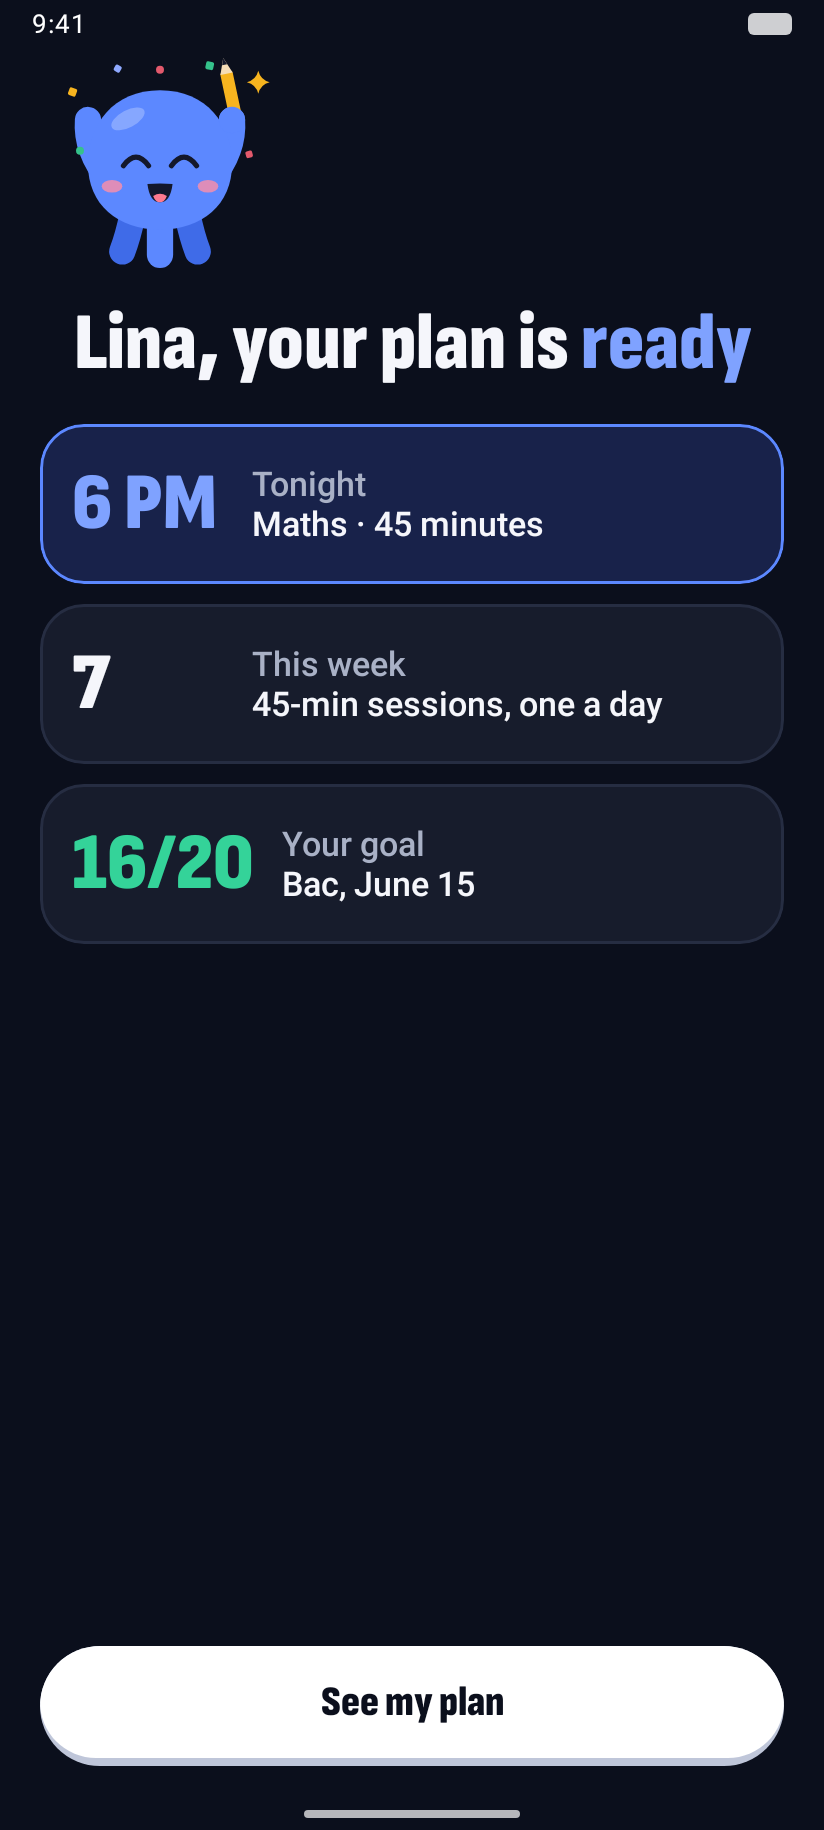 9:41
Lina, your plan is ready
6 PM
Tonight
Maths · 45 minutes
7
This week
45-min sessions, one a day
16/20
Your goal
Bac, June 15
See my plan